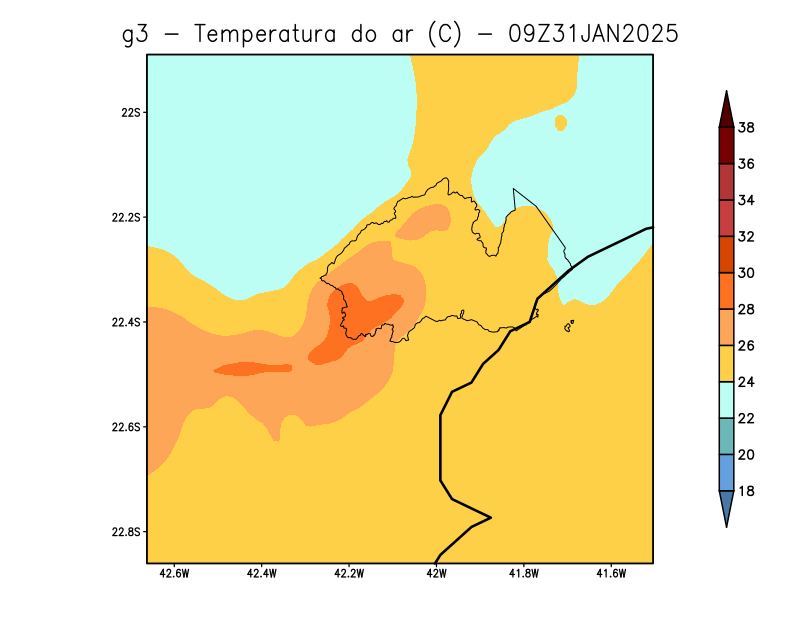 g3 - Temperatura do ar (C) - 09Z31JAN2025
22S
22.2S
22.4S
22.6S
22.8S
42.6W
42.4W
42.2W
42W
41.8W
41.6W
38
36
34
32
30
28
26
24
22
20
18